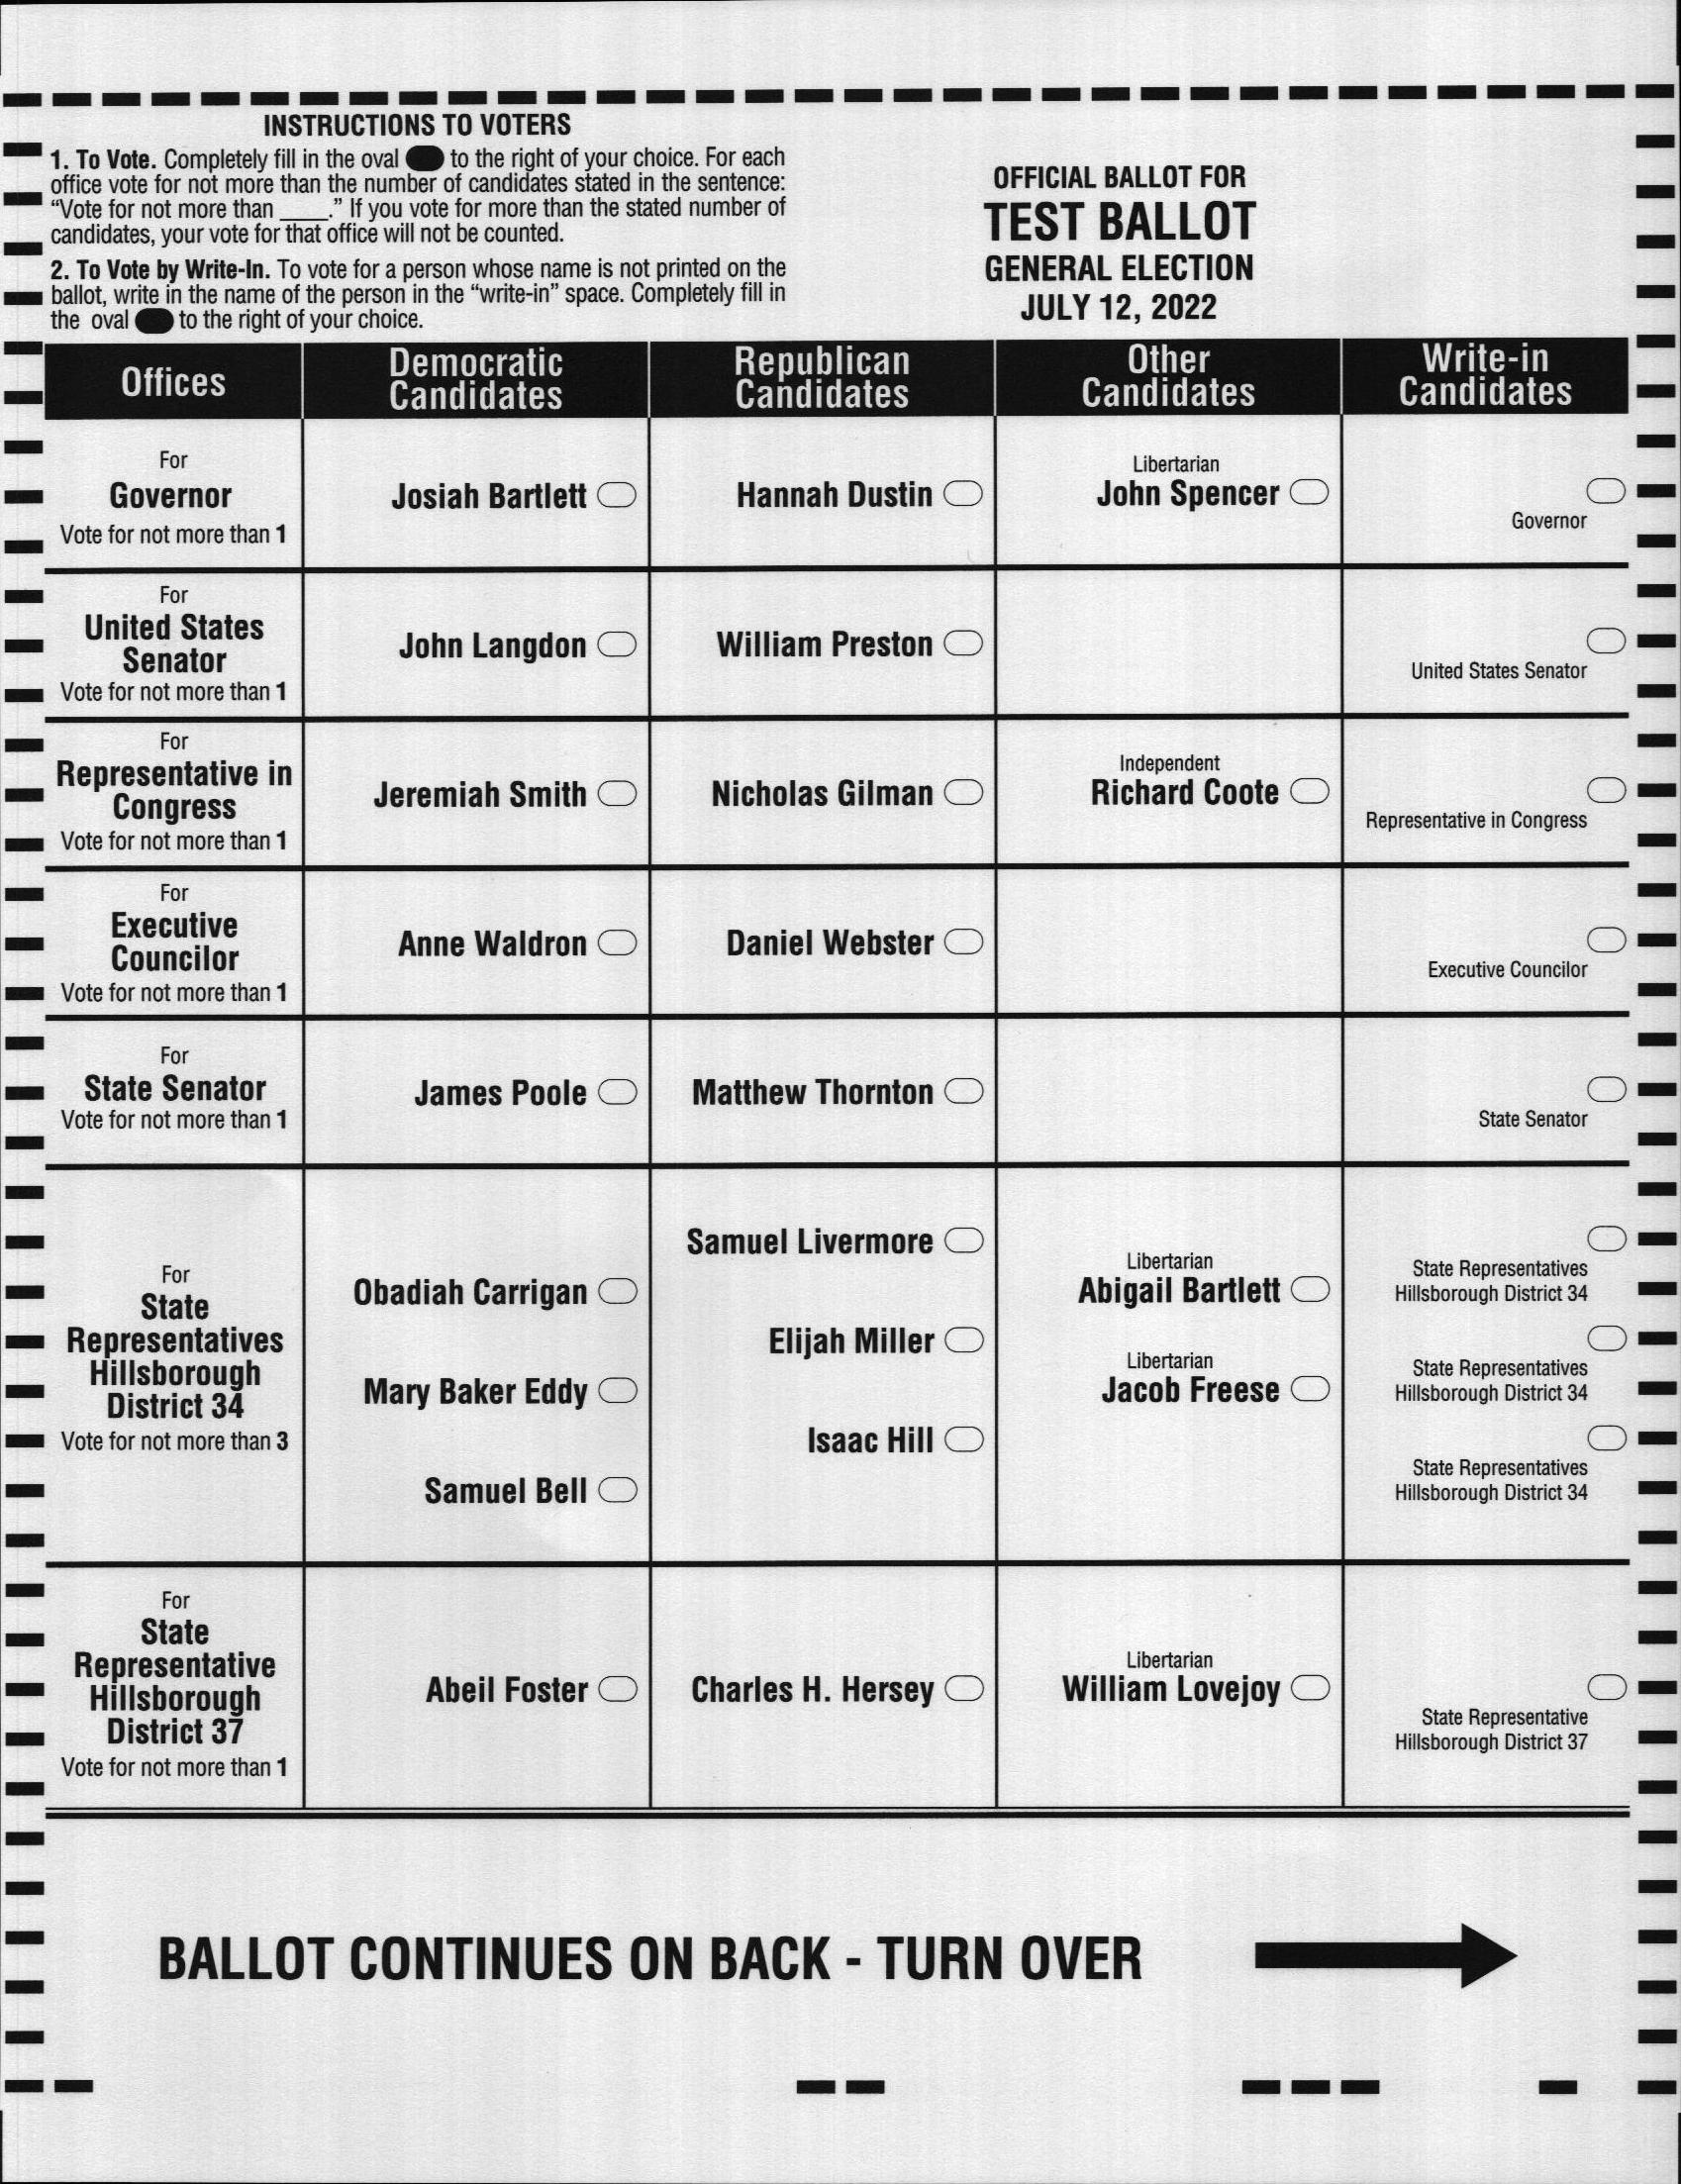 INSTRUCTIONS TO VOTERS
1. To Vote. Completely fill in the oval to the right of your choice. For each
office vote for not more than the number of candidates stated in the sentence:
“Vote for not more than ____.” If you vote for more than the stated number of
candidates, your vote for that office will not be counted.
2. To Vote by Write-In. To vote for a person whose name is not printed on the
ballot, write in the name of the person in the “write-in” space. Completely fill in
the oval to the right of your choice.
OFFICIAL BALLOT FOR
TEST BALLOT
GENERAL ELECTION
JULY 12, 2022
Offices
Democratic
Candidates
Republican
Candidates
Other
Candidates
Write-in
Candidates
For
Governor
Vote for not more than 1
Josiah Bartlett
Hannah Dustin
Libertarian
John Spencer
Governor
For
United States
Senator
Vote for not more than 1
John Langdon
William Preston
United States Senator
For
Representative in
Congress
Vote for not more than 1
Jeremiah Smith
Nicholas Gilman
Independent
Richard Coote
Representative in Congress
For
Executive
Councilor
Vote for not more than 1
Anne Waldron
Daniel Webster
Executive Councilor
For
State Senator
Vote for not more than 1
James Poole
Matthew Thornton
State Senator
For
State
Representatives
Hillsborough
District 34
Vote for not more than 3
Obadiah Carrigan
Mary Baker Eddy
Samuel Bell
Samuel Livermore
Elijah Miller
Isaac Hill
Libertarian
Abigail Bartlett
Libertarian
Jacob Freese
State Representatives
Hillsborough District 34
State Representatives
Hillsborough District 34
State Representatives
Hillsborough District 34
For
State
Representative
Hillsborough
District 37
Vote for not more than 1
Abeil Foster
Charles H. Hersey
Libertarian
William Lovejoy
State Representative
Hillsborough District 37
BALLOT CONTINUES ON BACK - TURN OVER